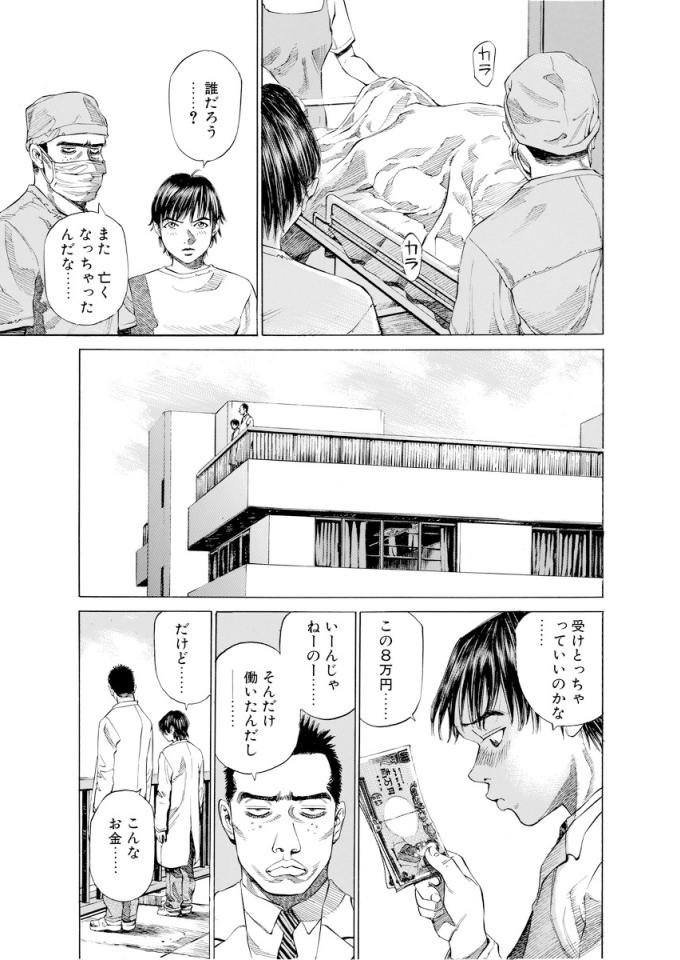 カラ
カラ
誰だろう
……？
また 亡く
なっちゃった
んだな……
受けとっちゃ
っていいのかな
……
この８万円……
いーんじゃ
ねーのー……
そんだけ
働いたんだし
────
だけど……
こんな
お金……
壱万円